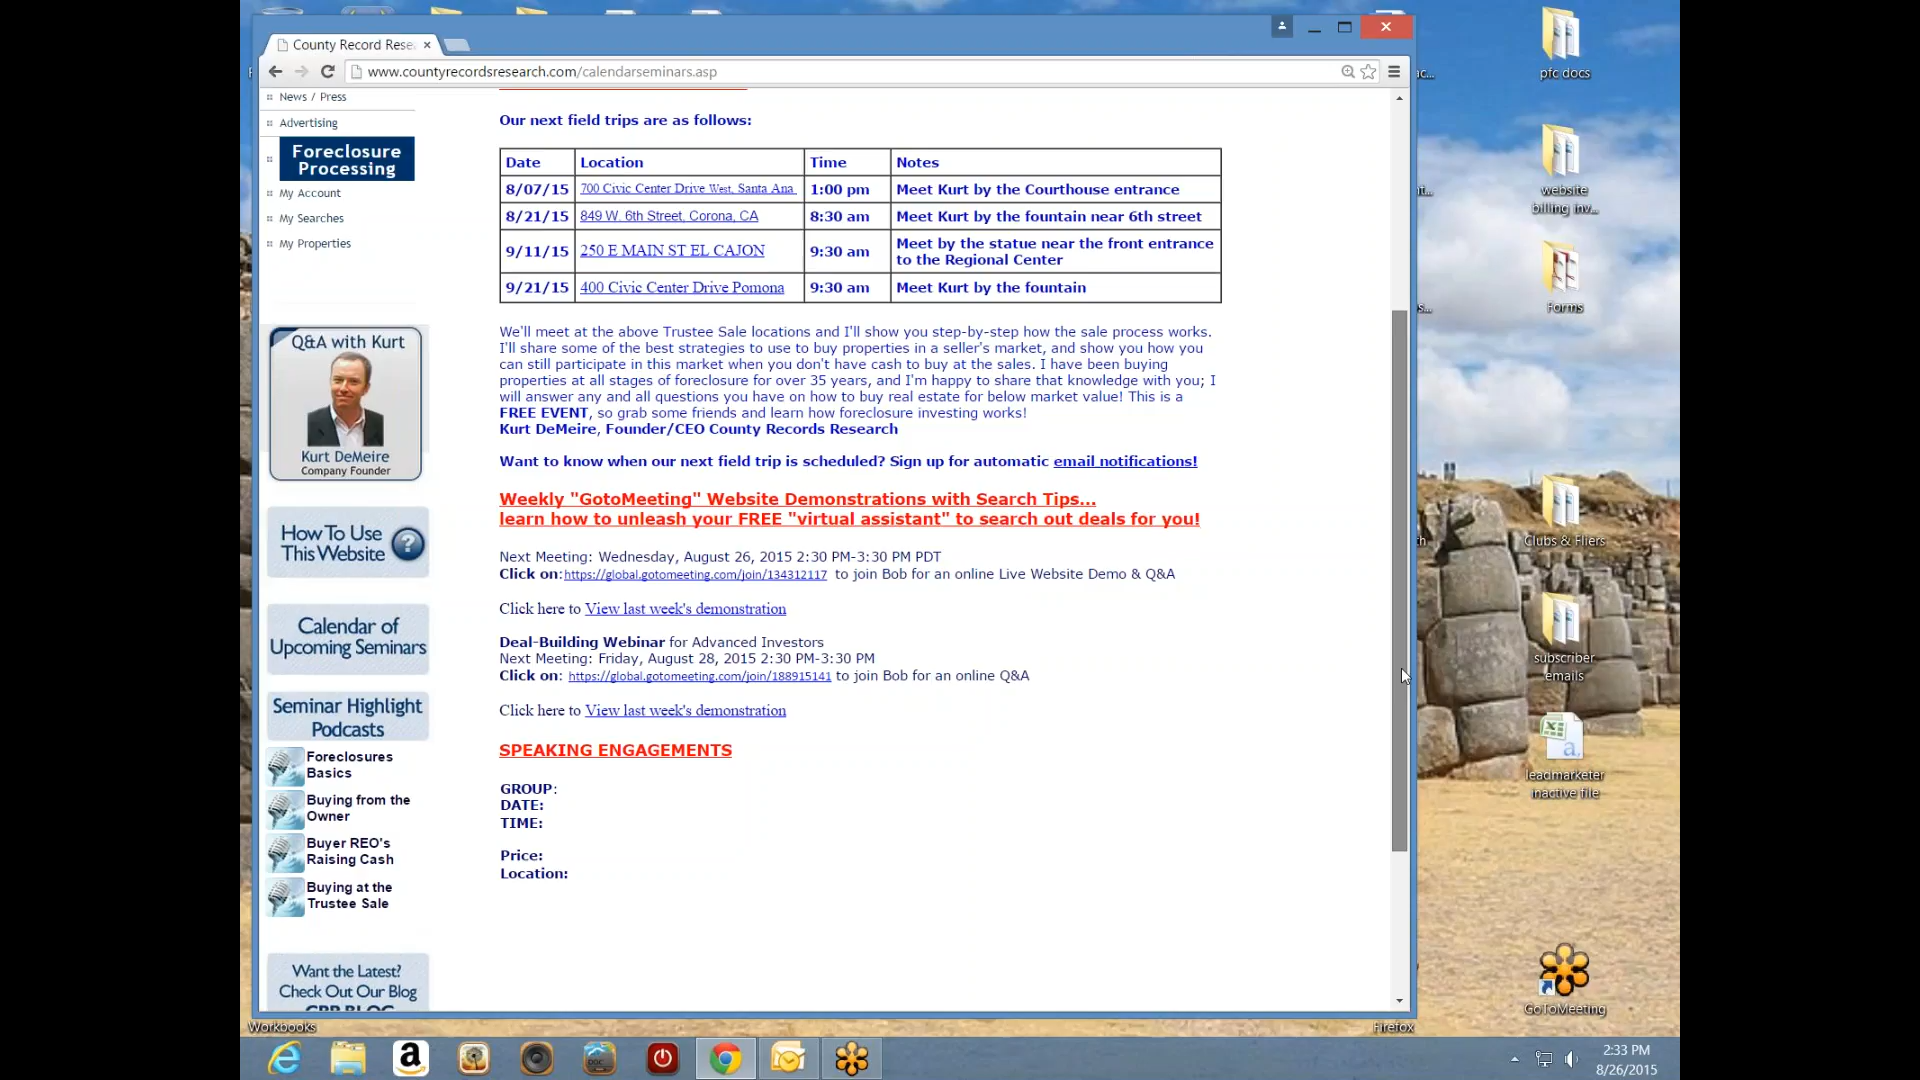 County Record Rese
www.countyrecordsresearch.com/calendarseminars.asp
News / Press
Advertising
Foreclosure
Processing
My Account
My Searches
My Properties
Q&A with Kurt
Kurt DeMeire
Company Founder
How To Use
This Website
?
Calendar of
Upcoming Seminars
Seminar Highlight
Podcasts
Foreclosures
Basics
Buying from the
Owner
Buyer REO's
Raising Cash
Buying at the
Trustee Sale
Want to the Latest?
Check Out Our Blog
CRR BLOG
Our next field trips are as follows:
Date Location Time Notes
8/07/15 700 Civic Center Drive West, Santa Ana 1:00 pm Meet Kurt by the Courthouse entrance
8/21/15 849 W. 6th Street, Corona, CA 8:30 am Meet Kurt by the fountain near 6th street
9/11/15 250 E MAIN ST EL CAJON 9:30 am Meet by the statue near the front entrance
to the Regional Center
9/21/15 400 Civic Center Drive Pomona 9:30 am Meet Kurt by the fountain
We'll meet at the above Trustee Sale locations and I'll show you step-by-step how the sale process works.
I'll share some of the best strategies to use to buy properties in a seller's market, and show you how you
can still participate in this market when you don't have cash to buy at the sales. I have been buying
properties at all stages of foreclosure for over 35 years, and I'm happy to share that knowledge with you; I
will answer any and all questions you have on how to buy real estate for below market value! This is a
FREE EVENT, so grab some friends and learn how foreclosure investing works!
Kurt DeMeire, Founder/CEO County Records Research
Want to know when our next field trip is scheduled? Sign up for automatic email notifications!
Weekly "GotoMeeting" Website Demonstrations with Search Tips...
learn how to unleash your FREE "virtual assistant" to search out deals for you!
Next Meeting: Wednesday, August 26, 2015 2:30 PM-3:30 PM PDT
Click on:https://global.gotomeeting.com/join/134312117 to join Bob for an online Live Website Demo & Q&A
Click here to View last week's demonstration
Deal-Building Webinar for Advanced Investors
Next Meeting: Friday, August 28, 2015 2:30 PM-3:30 PM
Click on: https://global.gotomeeting.com/join/188915141 to join Bob for an online Q&A
Click here to View last week's demonstration
SPEAKING ENGAGEMENTS
GROUP:
DATE:
TIME:
Price:
Location:
pfc docs
website
billing inv...
Forms
Clubs & Fliers
subscriber
emails
leadmarketer
inactive file
GoToMeeting
Workbooks
Firefox
2:33 PM
8/26/2015